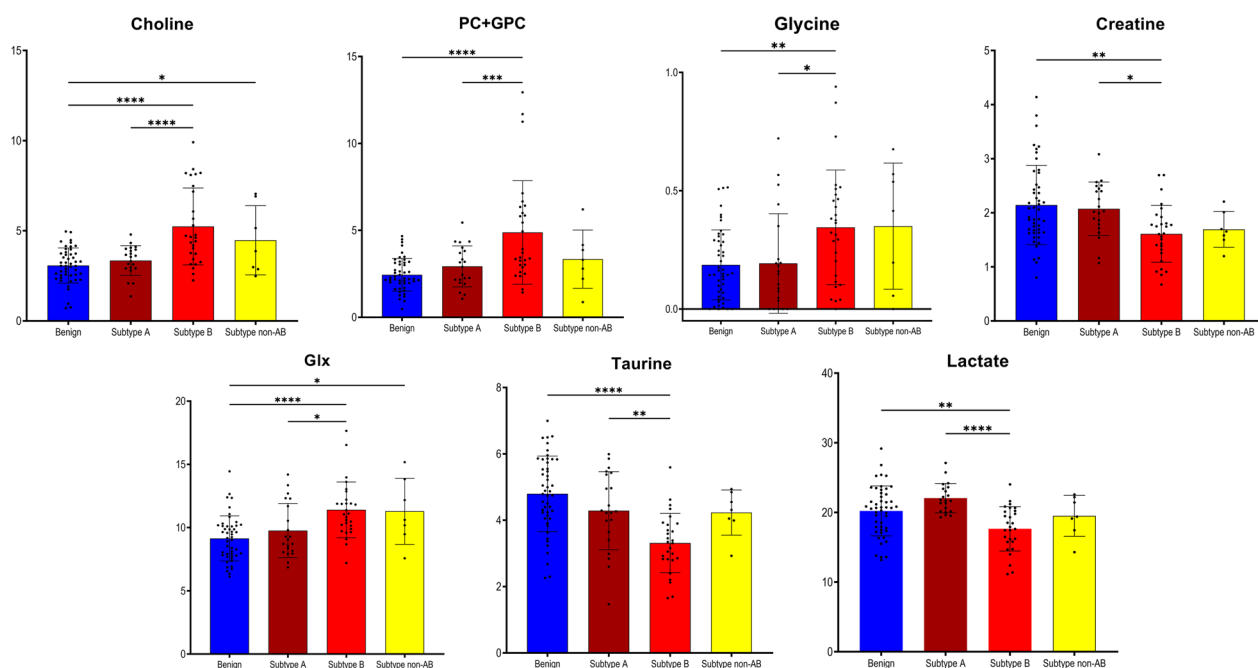 Choline
15
10
5
0
*
****
****
Benign
Subtype A
Subtype B
Subtype non-AB
PC+GPC
15
10
5
0
****
***
Benign
Subtype A
Subtype B
Subtype non-AB
Glycine
1.0
0.5
0.0
**
*
Benign
Subtype A
Subtype B
Subtype non-AB
Creatine
5
4
3
2
1
0
**
*
Benign
Subtype A
Subtype B
Subtype non-AB
Glx
20
15
10
5
0
*
****
*
Benign
Subtype A
Subtype B
Subtype non-AB
Taurine
8
6
4
2
0
****
**
Benign
Subtype A
Subtype B
Subtype non-AB
Lactate
40
30
20
10
0
**
****
Benign
Subtype A
Subtype B
Subtype non-AB